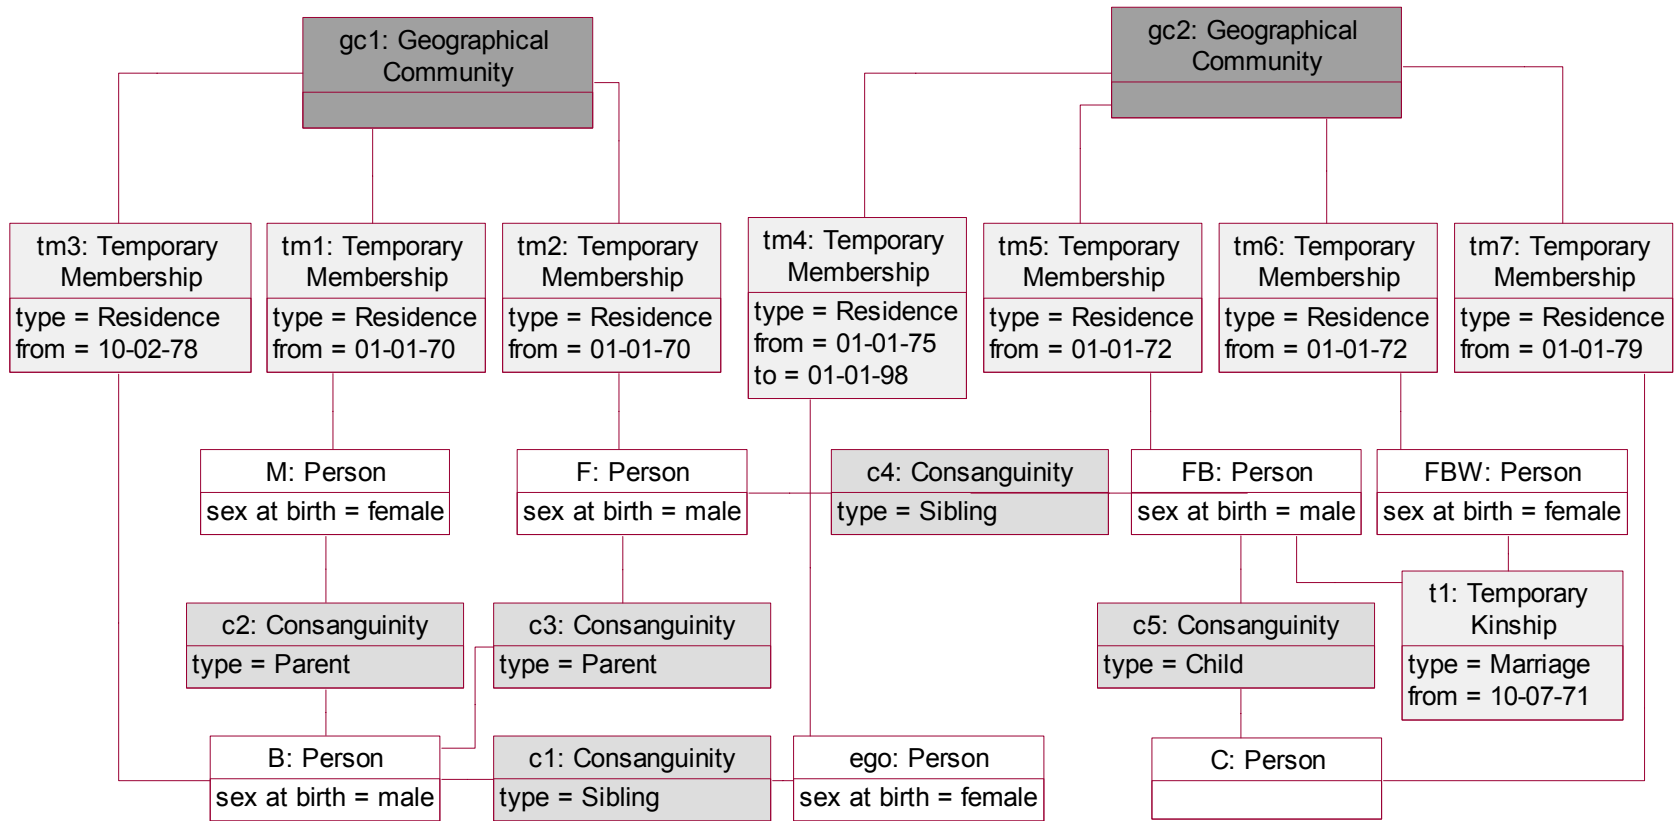 gc1: Geographical
Community
gc2: Geographical
Community
tm3: Temporary
Membership
type = Residence
from = 10-02-78
tm1: Temporary
Membership
type = Residence
from = 01-01-70
tm2: Temporary
Membership
type = Residence
from = 01-01-70
tm4: Temporary
Membership
type = Residence
from = 01-01-75
to = 01-01-98
tm5: Temporary
Membership
type = Residence
from = 01-01-72
tm6: Temporary
Membership
type = Residence
from = 01-01-72
tm7: Temporary
Membership
type = Residence
from = 01-01-79
M: Person
sex at birth = female
F: Person
sex at birth = male
c4: Consanguinity
type = Sibling
FB: Person
sex at birth = male
FBW: Person
sex at birth = female
c2: Consanguinity
type = Parent
c3: Consanguinity
type = Parent
c5: Consanguinity
type = Child
t1: Temporary
Kinship
type = Marriage
from = 10-07-71
B: Person
sex at birth = male
c1: Consanguinity
type = Sibling
ego: Person
sex at birth = female
C: Person